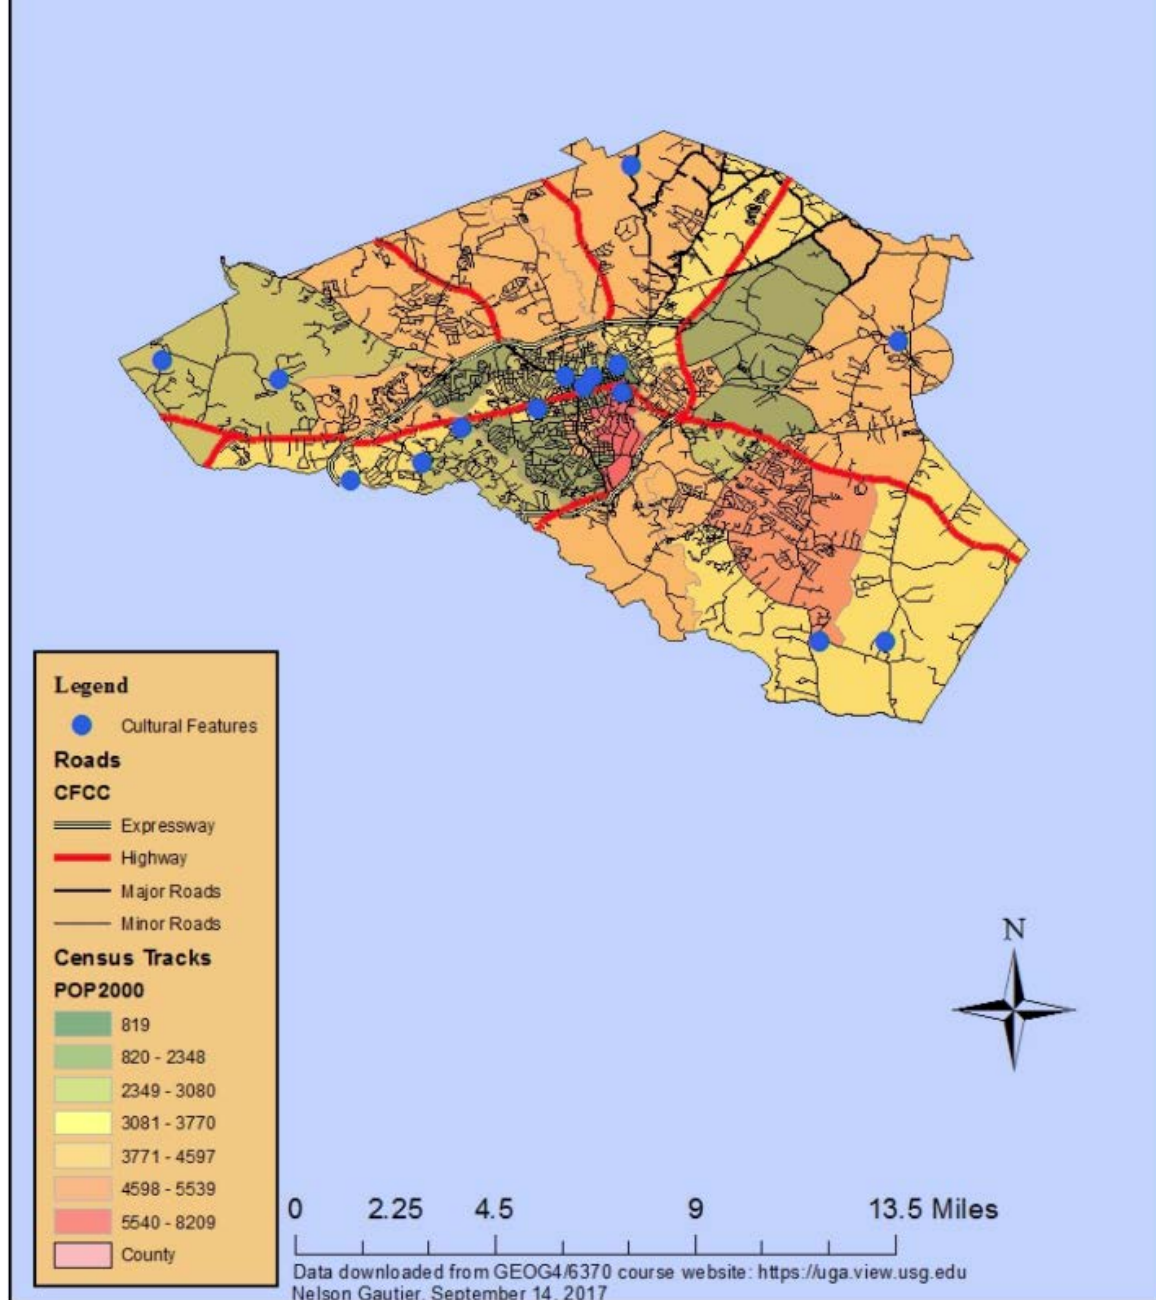 Legend
Cultural Features
Roads
CFCC
Expressway
Highway
Major Roads
Minor Roads
Census Tracks
POP2000
819
820 - 2348
2349 - 3080
3081 - 3770
3771 - 4597
4598 - 5539
5540 - 8209
County
N
0 2.25 4.5 9 13.5 Miles
Data downloaded from GEOG4/6370 course website: https://uga.view.usg.edu
Nelson Gautier, September 14, 2017